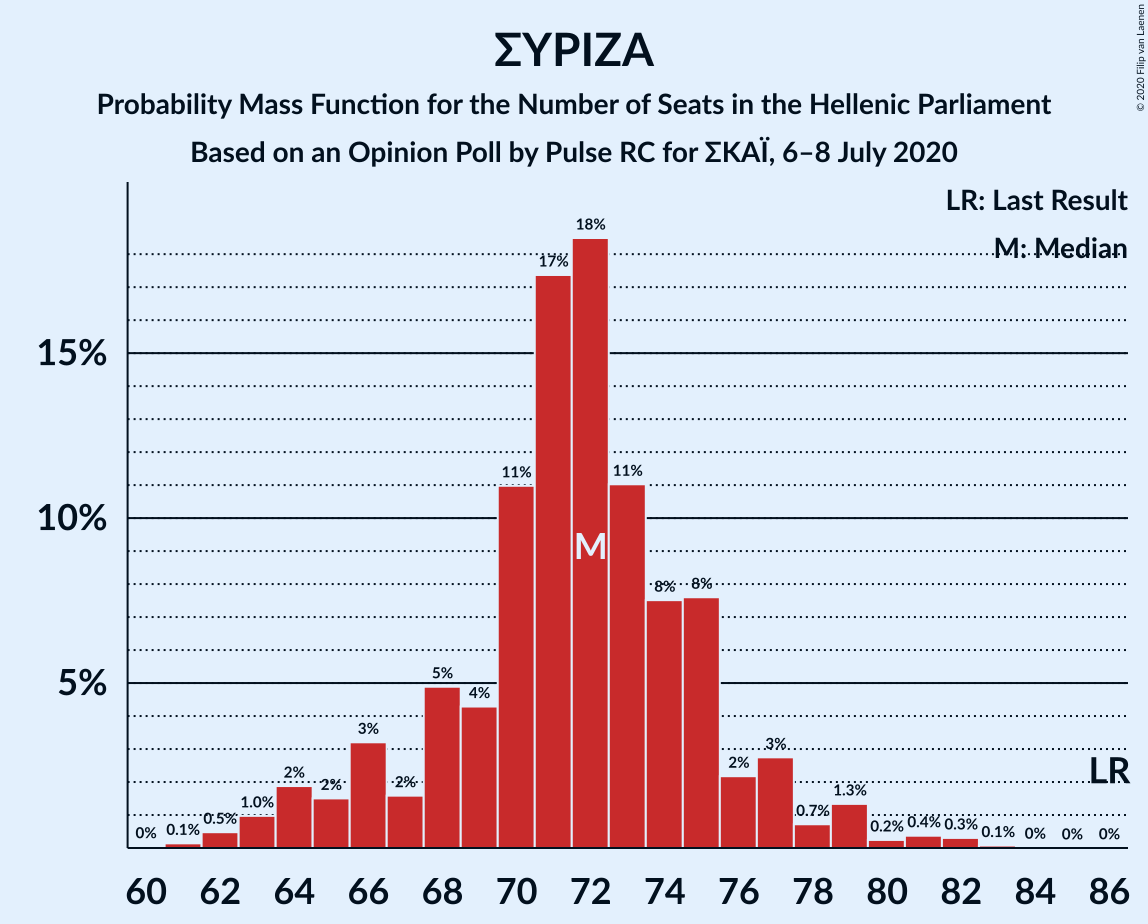 ΣΥΡΙΖΑ
Probability Mass Function for the Number of Seats in the Hellenic Parliament
Based on an Opinion Poll by Pulse RC for ΣΚΑΪ, 6–8 July 2020
© 2020 Filip van Laenen
LR: Last Result
M: Median
18%
17%
15%
11% 11%
10%
M
8% 8%
5%
5%
4%
3%
3%
2%
2%
2%
2%
LR
1.0%
1.3%
0.5%
0.7%
0% 0.1%
0.2% 0.4% 0.3% 0.1% 0% 0% 0%
60 62 64 66 68 70 72 74 76 78 80 82 84 86